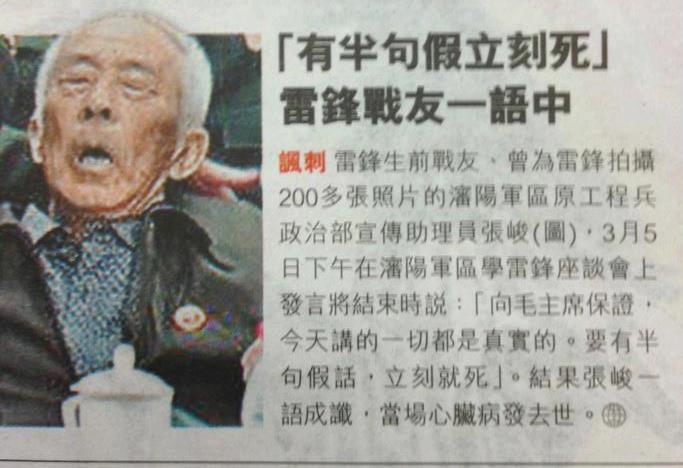 「有半句假立刻死」
雷鋒戰友一語中
諷刺 雷鋒生前戰友、曾為雷鋒拍攝
200多張照片的瀋陽軍區原工程兵
政治部宣傳助理員張峻(圖)，3月5
日下午在瀋陽軍區學雷鋒座談會上
發言將結束時説：「向毛主席保證，
今天講的一切都是真實的。要有半
句假話，立刻就死」。結果張峻一
語成讖，當場心臟病發去世。